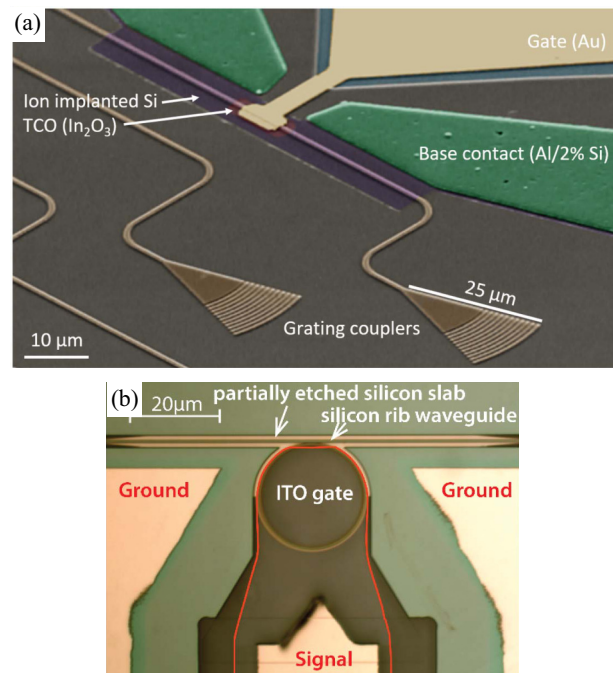 (a)
Gate (Au)
Ion implanted Si
TCO (In₂O₃)
Base contact (Al/2% Si)
25 µm
Grating couplers
10 µm
(b)
partially etched silicon slab
20µm
silicon rib waveguide
Ground
ITO gate
Ground
Signal